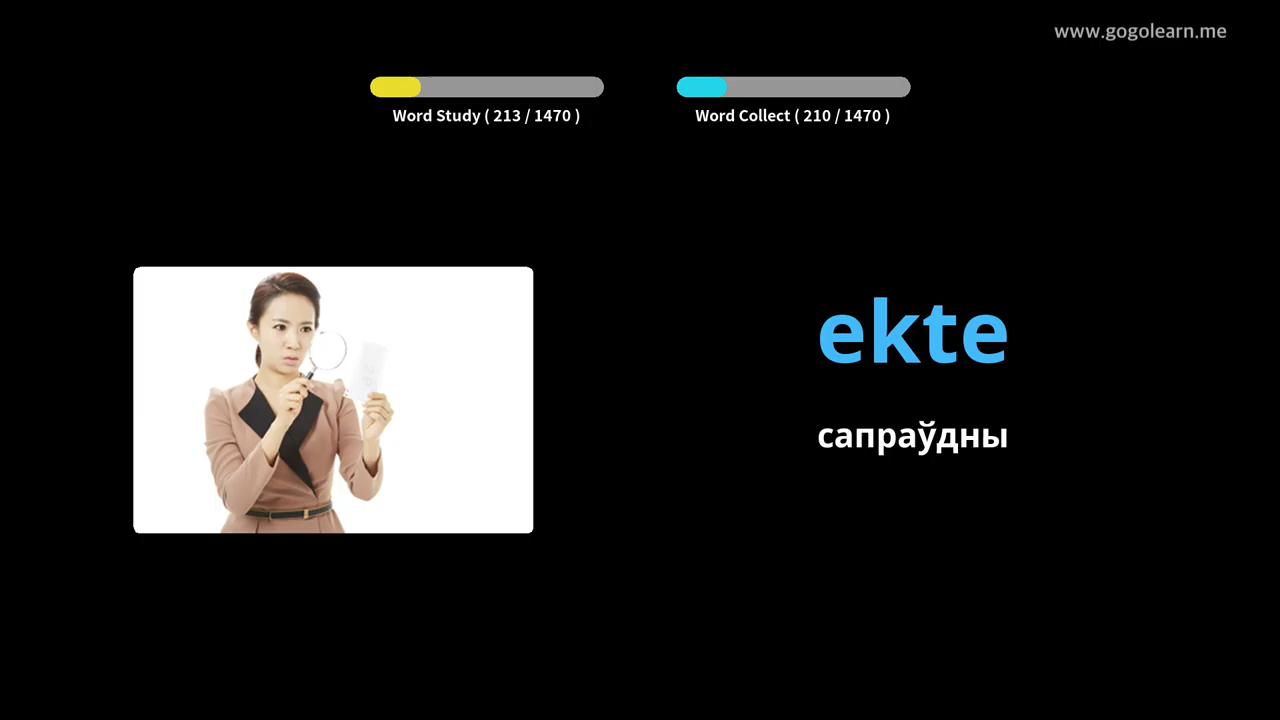 www.gogolearn.me
Word Study ( 213 / 1470 )
Word Collect ( 210 / 1470 )
ekte
сапраўдны